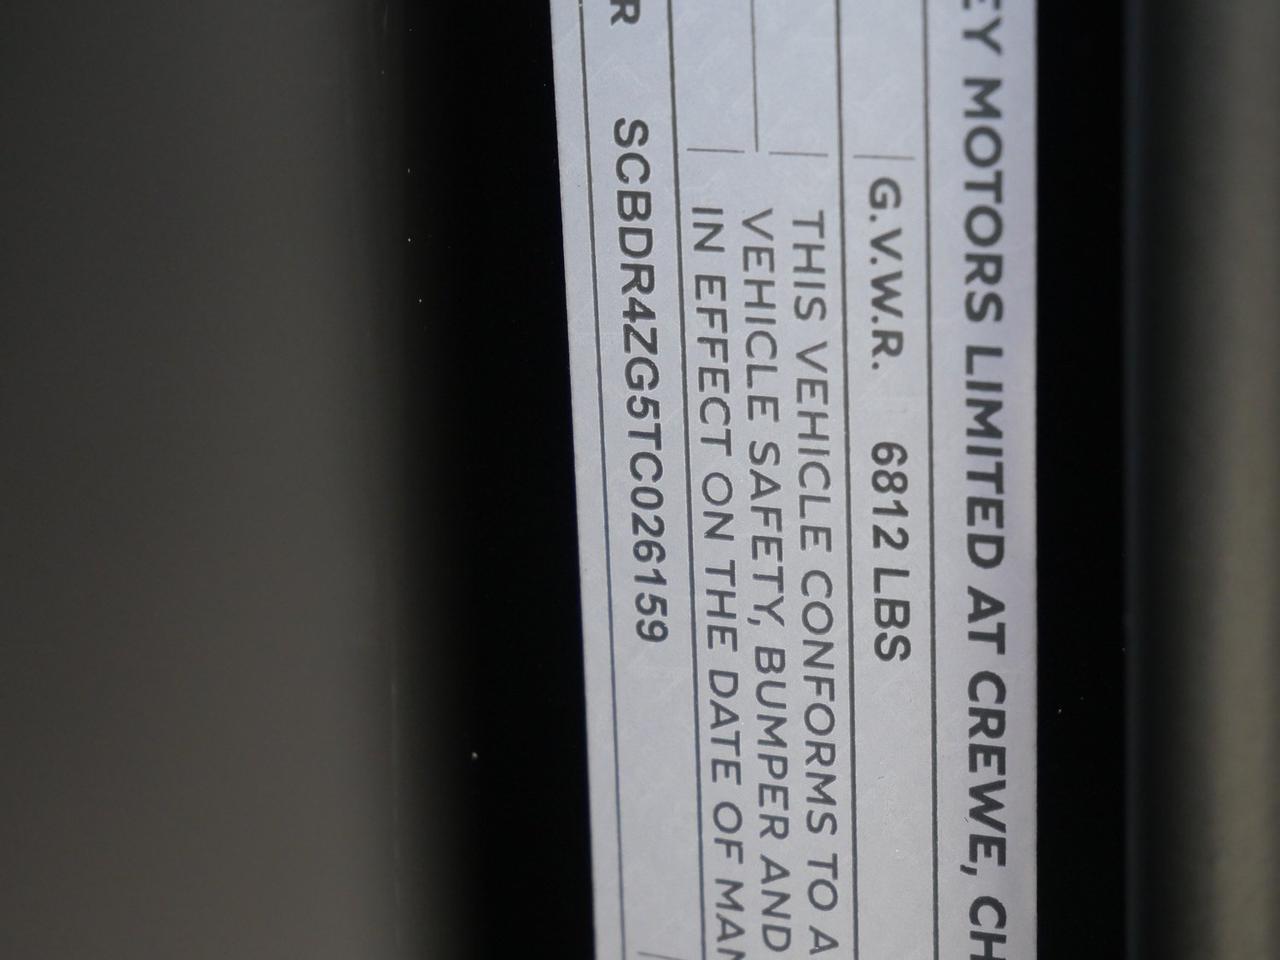 EY MOTORS LIMITED AT CREWE, CH
G.V.W.R. 6812 LBS
THIS VEHICLE CONFORMS TO A
VEHICLE SAFETY, BUMPER AND
IN EFFECT ON THE DATE OF MAN
R SCBDR4ZG5TC026159